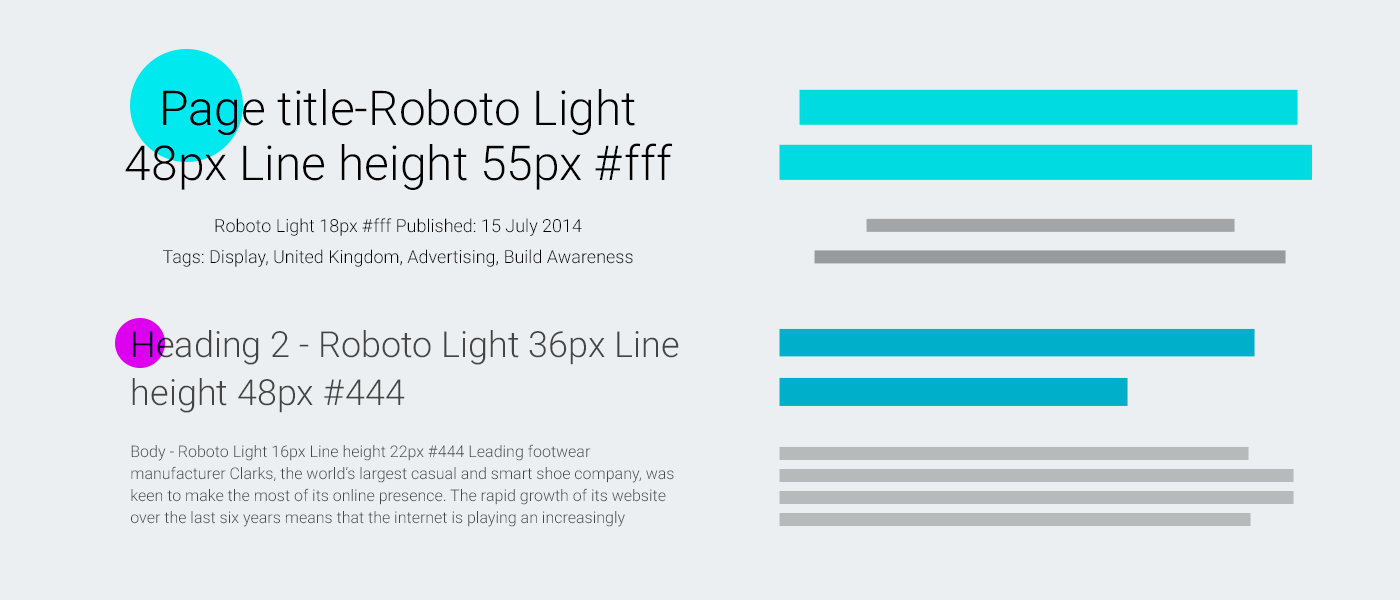 Page title-Roboto Light
48px Line height 55px #fff
Roboto Light 18px #fff Published: 15 July 2014
Tags: Display, United Kingdom, Advertising, Build Awareness
Heading 2 - Roboto Light 36px Line
height 48px #444
Body - Roboto Light 16px Line height 22px #444 Leading footwear
manufacturer Clarks, the world's largest casual and smart shoe company, was
keen to make the most of its online presence. The rapid growth of its website
over the last six years means that the internet is playing an increasingly